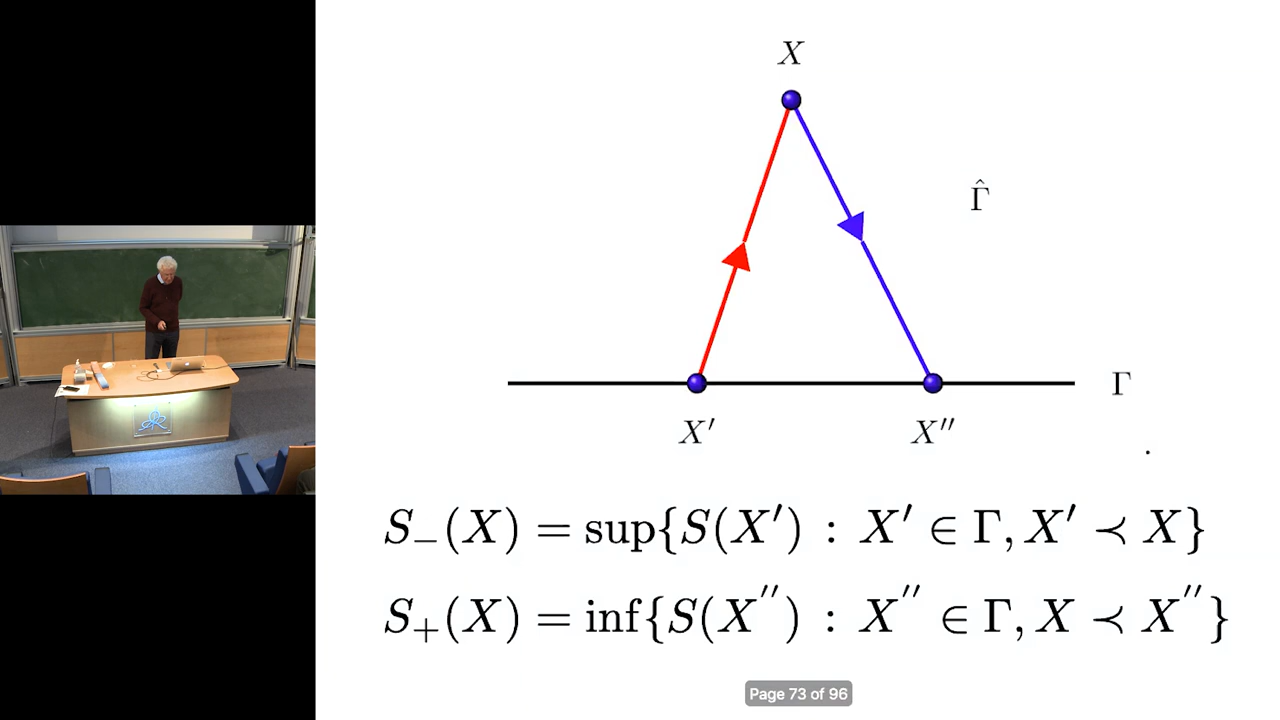 X
Γ̂
Γ
X′ X″
.
S₋(X) = sup{S(X′) : X′ ∈ Γ, X′ ≺ X}
S₊(X) = inf{S(X″) : X″ ∈ Γ, X ≺ X″}
Page 73 of 96